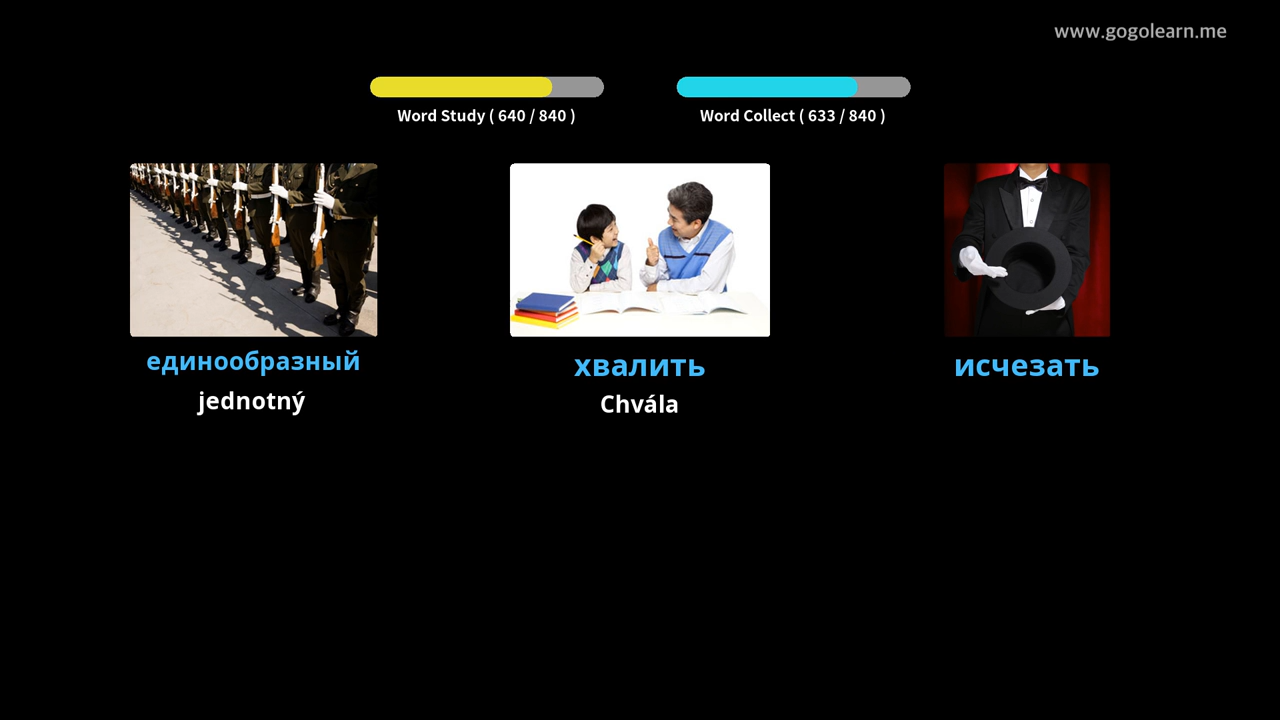 www.gogolearn.me
Word Study ( 640 / 840 )
Word Collect ( 633 / 840 )
единообразный
jednotný
хвалить
Chvála
исчезать